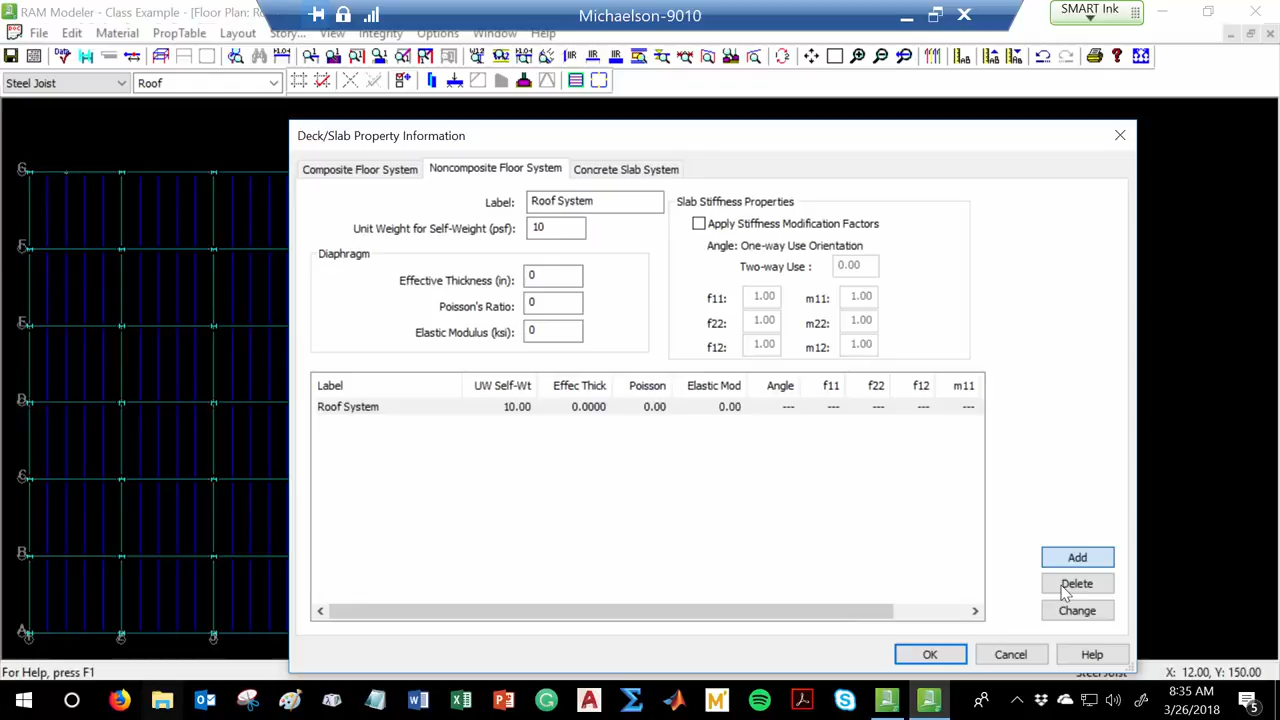 RAM Modeler - Class Example - [Floor Plan: Ro
Michaelson-9010
SMART Ink
File Edit Material PropTable Layout Story... View Integrity Options Window Help
Steel Joist
Roof
Deck/Slab Property Information
Composite Floor System
Noncomposite Floor System
Concrete Slab System
Label: Roof System
Unit Weight for Self-Weight (psf): 10
Diaphragm
Effective Thickness (in): 0
Poisson's Ratio: 0
Elastic Modulus (ksi): 0
Slab Stiffness Properties
Apply Stiffness Modification Factors
Angle: One-way Use Orientation
Two-way Use : 0.00
f11: 1.00 m11: 1.00
f22: 1.00 m22: 1.00
f12: 1.00 m12: 1.00
Label UW Self-Wt Effec Thick Poisson Elastic Mod Angle f11 f22 f12 m11
Roof System 10.00 0.0000 0.00 0.00 --- --- --- --- ---
Add
Delete
Change
OK Cancel Help
For Help, press F1
X: 12.00, Y: 150.00
8:35 AM
3/26/2018
5